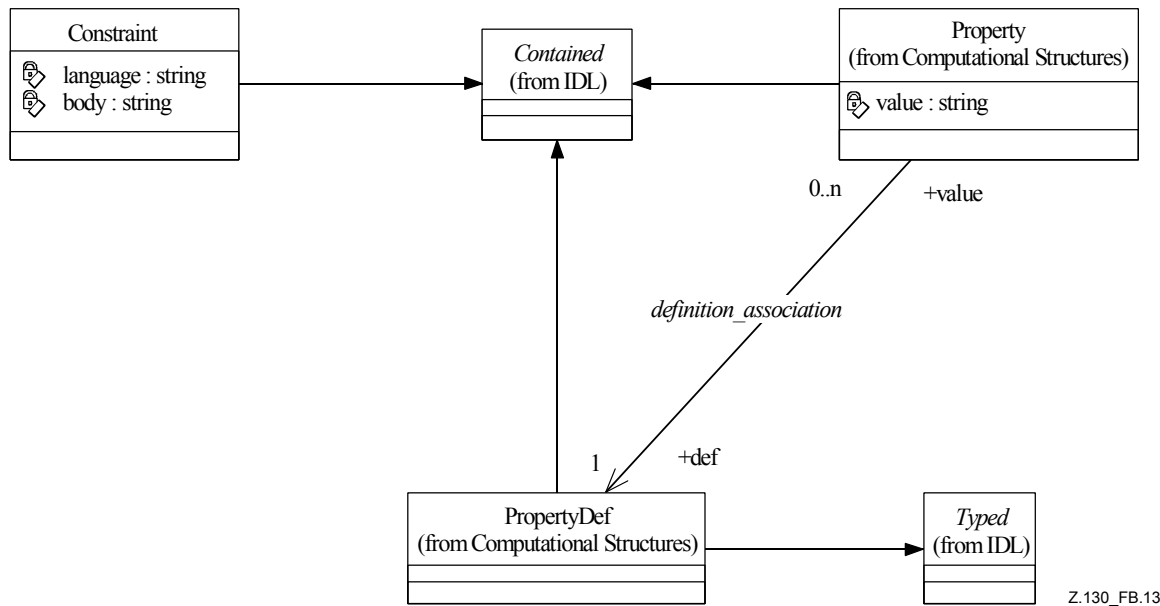 Constraint
language : string
body : string
Contained
(from IDL)
Property
(from Computational Structures)
value : string
0..n
+value
definition_association
1
+def
PropertyDef
(from Computational Structures)
Typed
(from IDL)
Z.130_FB.13